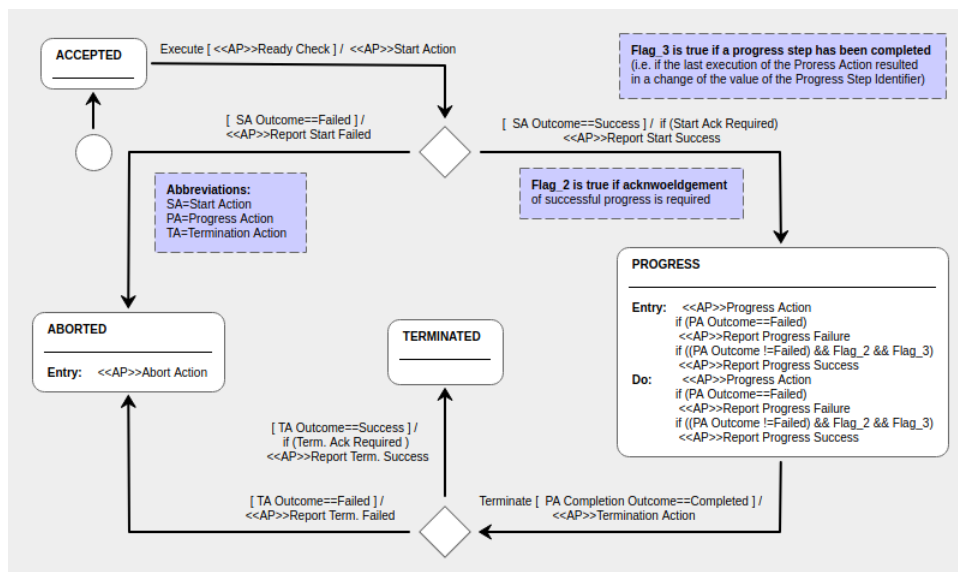 ACCEPTED
Execute [ <<AP>>Ready Check ] / <<AP>>Start Action
Flag_3 is true if a progress step has been completed
(i.e. if the last execution of the Proress Action resulted
in a change of the value of the Progress Step Identifier)
[ SA Outcome==Failed ] /
<<AP>>Report Start Failed
[ SA Outcome==Success ] / if (Start Ack Required)
<<AP>>Report Start Success
Abbreviations:
SA=Start Action
PA=Progress Action
TA=Termination Action
Flag_2 is true if acknwoeldgement
of successful progress is required
PROGRESS
Entry: <<AP>>Progress Action
if (PA Outcome==Failed)
<<AP>>Report Progress Failure
if ((PA Outcome !=Failed) && Flag_2 && Flag_3)
<<AP>>Report Progress Success
Do: <<AP>>Progress Action
if (PA Outcome==Failed)
<<AP>>Report Progress Failure
if ((PA Outcome !=Failed) && Flag_2 && Flag_3)
<<AP>>Report Progress Success
ABORTED
Entry: <<AP>>Abort Action
TERMINATED
[ TA Outcome==Success ] /
if (Term. Ack Required )
<<AP>>Report Term. Success
[ TA Outcome==Failed ] /
<<AP>>Report Term. Failed
Terminate [ PA Completion Outcome==Completed ] /
<<AP>>Termination Action